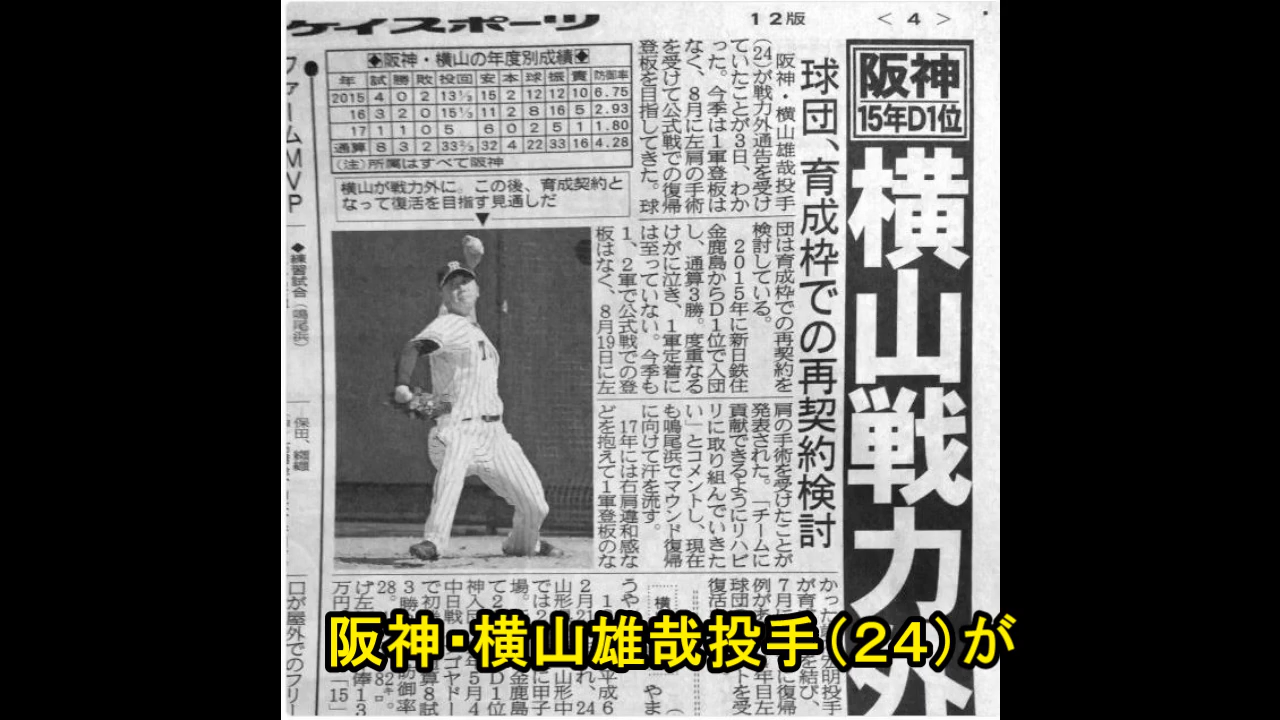 ケイスポーツ
12版
<4>
阪神
15年D1位
横山戦力外
球団、育成枠での再契約検討
阪神・横山雄哉投手
(24)が戦力外通告を受け
ていたことが3日、わか
った。今季は1軍登板は
なく、8月に左肩の手術
を受けて公式戦での復帰
登板を目指してきた。球
団は育成枠での再契約を
検討している。
2015年に新日鉄住
金鹿島からD1位で入団
し、通算3勝。度重なる
けがに泣き、1軍定着に
は至っていない。今季も
1、2軍で公式戦での登
板はなく、8月19日に左
肩の手術を受けたことが
発表された。「チームに
貢献できるようにリハビ
リに取り組んでいきた
い」とコメントし、現在
も鳴尾浜でマウンド復帰
に向けて汗を流す。
17年には右肩違和感な
どを抱えて1軍登板のな
◆阪神・横山の年度別成績◆
年 試 勝 敗 投回 安 本 球 振 責 防御率
2015 4 0 2 13⅓ 15 2 12 12 10 6.75
16 3 2 0 15⅓ 11 2 8 16 5 2.93
17 1 1 0 5 6 0 2 5 1 1.80
通算 8 3 2 33⅔ 32 4 22 33 16 4.28
(注)所属はすべて阪神
横山が戦力外に。この後、育成契約と
なって復活を目指す見通しだ
ファームMVP
◆練習試合(鳴尾浜)
阪神・横山雄哉投手(24)が